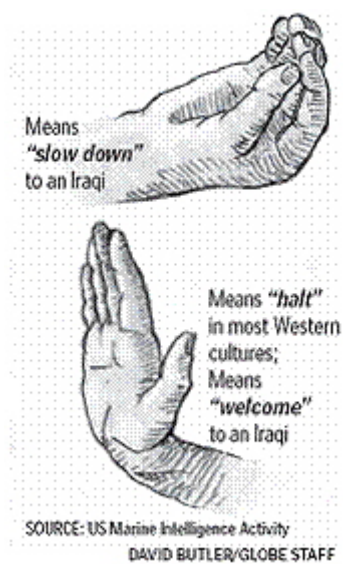 Means
“slow down”
to an Iraqi
Means “halt”
in most Western
cultures;
Means
“welcome”
to an Iraqi
SOURCE: US Marine Intelligence Activity
DAVID BUTLER/GLOBE STAFF